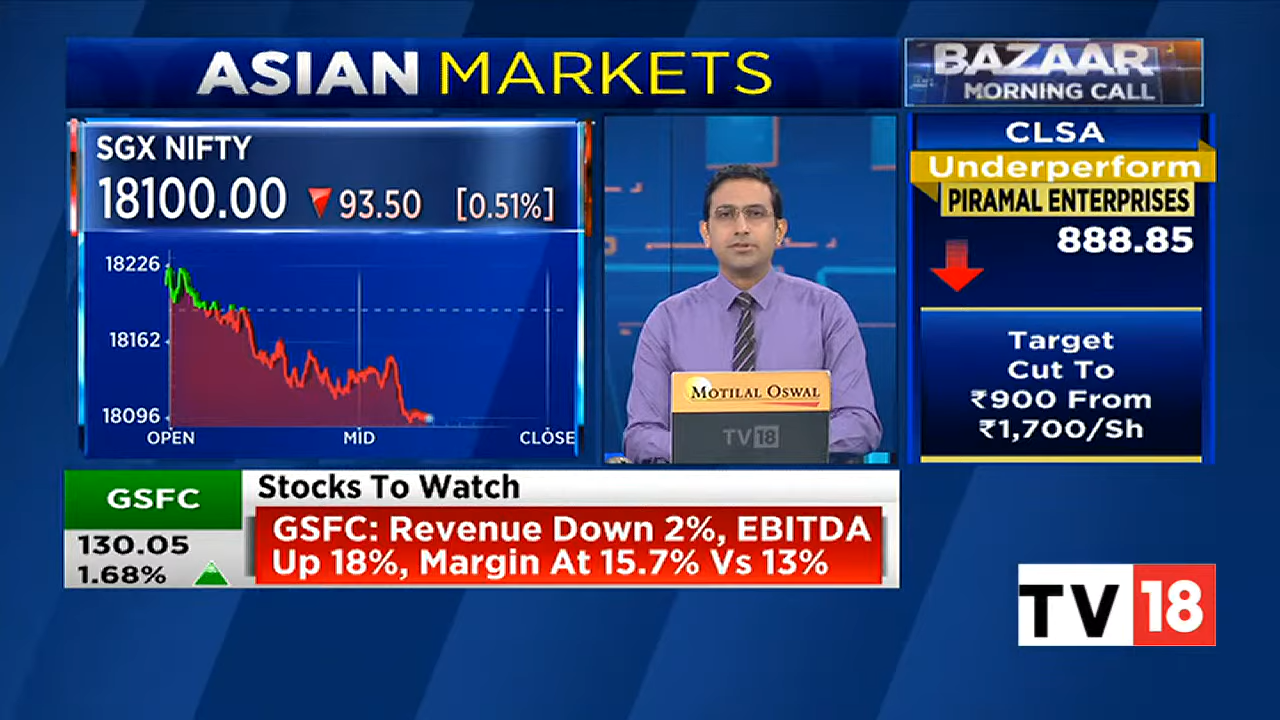 ASIAN MARKETS
BAZAAR
MORNING CALL
SGX NIFTY
18100.00 ▼ 93.50 [0.51%]
18226
18162
18096
OPEN MID CLOSE
MOTILAL OSWAL
TV18
CLSA
Underperform
PIRAMAL ENTERPRISES
888.85
Target
Cut To
₹900 From
₹1,700/Sh
GSFC
130.05
1.68%
Stocks To Watch
GSFC: Revenue Down 2%, EBITDA
Up 18%, Margin At 15.7% Vs 13%
TV18